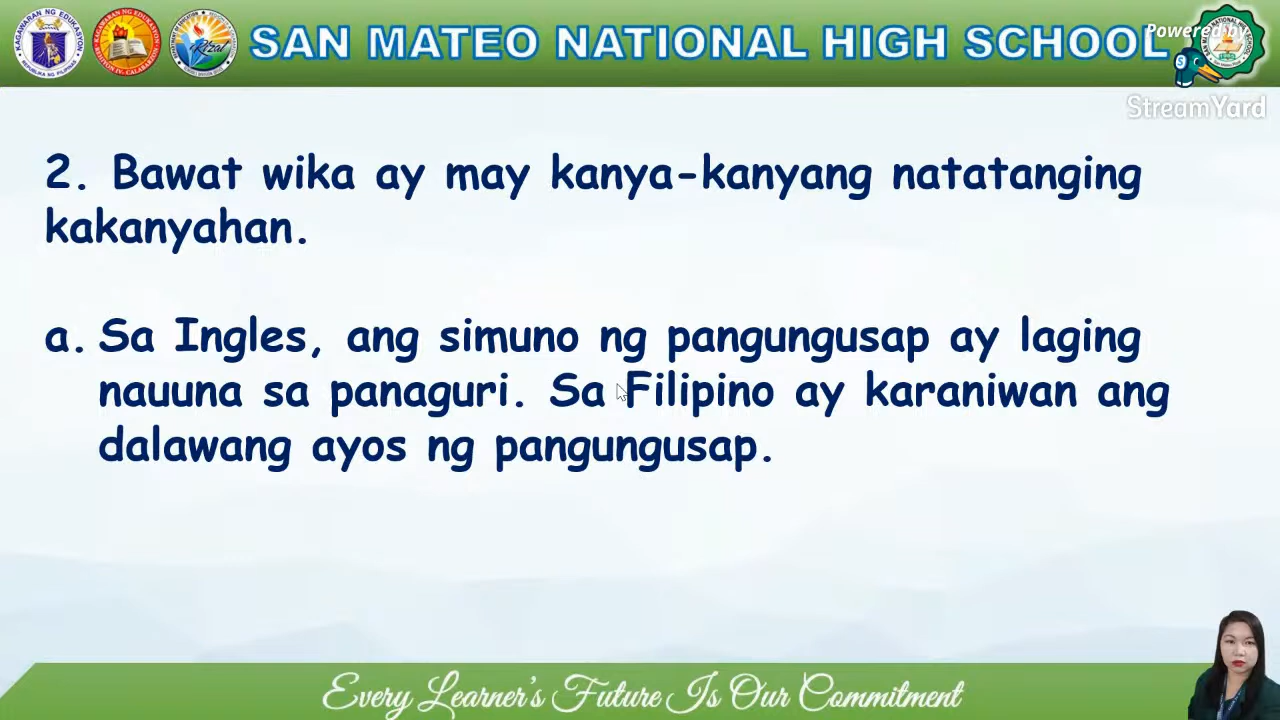 SAN MATEO NATIONAL HIGH SCHOOL
Powered by
StreamYard
2. Bawat wika ay may kanya-kanyang natatanging
kakanyahan.
a. Sa Ingles, ang simuno ng pangungusap ay laging
nauuna sa panaguri. Sa Filipino ay karaniwan ang
dalawang ayos ng pangungusap.
Every Learner's Future Is Our Commitment